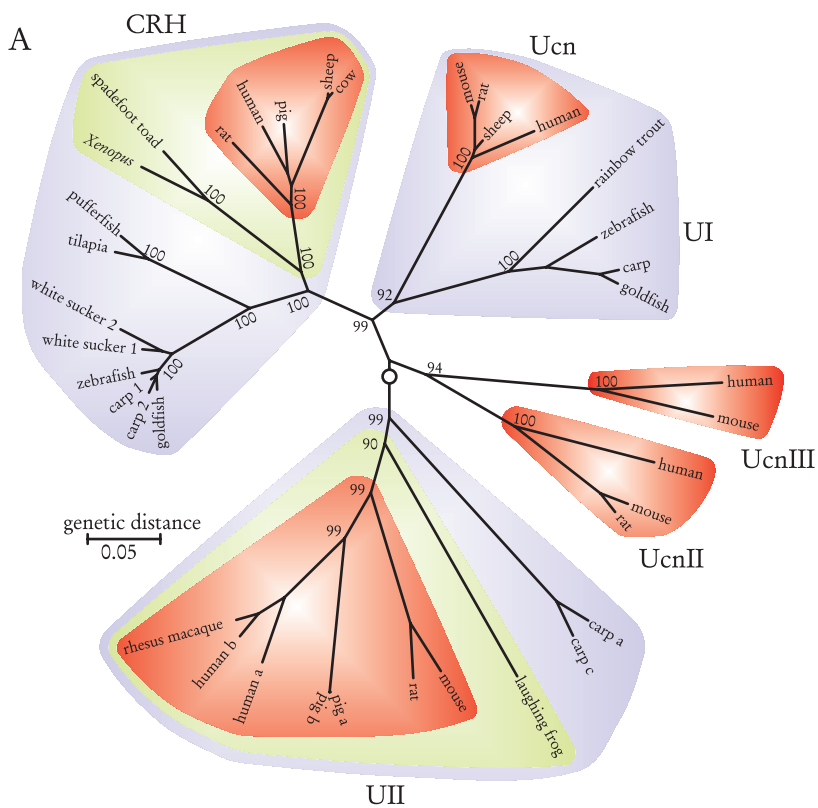 A
CRH
spadefoot toad
Xenopus
rat
human
pig
sheep
cow
100
100
100
pufferfish
tilapia
100
white sucker 2
white sucker 1
zebrafish
carp 1
carp 2
goldfish
100
100
100
Ucn
mouse
rat
sheep
human
100
rainbow trout
zebrafish
carp
goldfish
100
UI
92
99
94
100
human
mouse
UcnIII
100
human
mouse
rat
UcnII
99
90
99
99
genetic distance
0.05
rhesus macaque
human b
human a
pig b
pig a
rat
mouse
laughing frog
carp a
carp c
UII